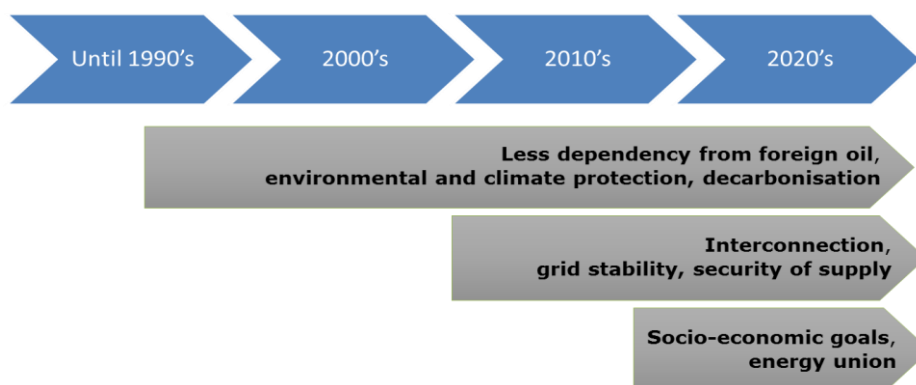 Until 1990’s
2000’s
2010’s
2020’s
Less dependency from foreign oil,
environmental and climate protection, decarbonisation
Interconnection,
grid stability, security of supply
Socio-economic goals,
energy union